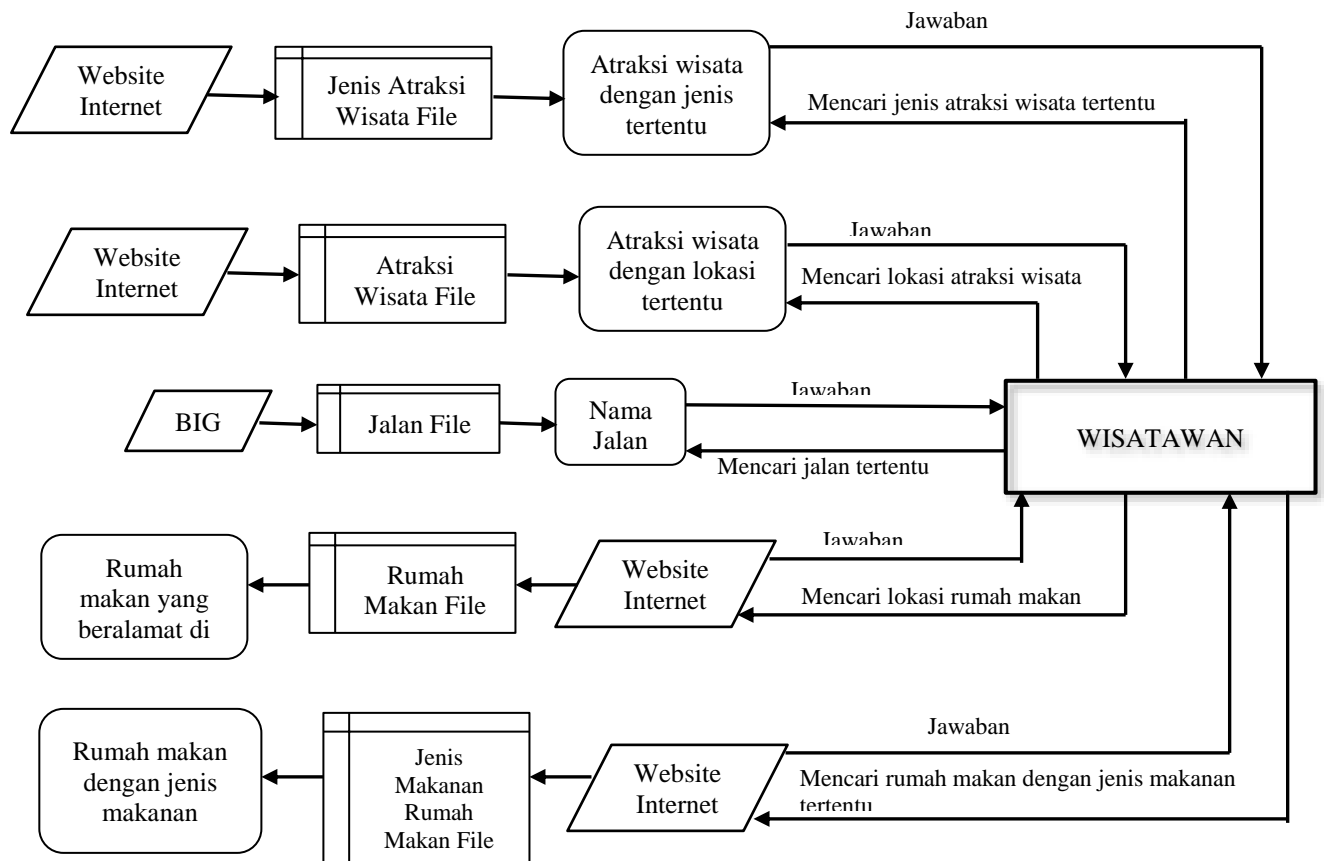 Jawaban
Website
Internet
Jenis Atraksi
Wisata File
Atraksi wisata
dengan jenis
tertentu
Mencari jenis atraksi wisata tertentu
Website
Internet
Atraksi
Wisata File
Atraksi wisata
dengan lokasi
tertentu
Jawaban
Mencari lokasi atraksi wisata
BIG
Jalan File
Nama
Jalan
Jawaban
Mencari jalan tertentu
WISATAWAN
Rumah
makan yang
beralamat di
Rumah
Makan File
Website
Internet
Jawaban
Mencari lokasi rumah makan
Rumah makan
dengan jenis
makanan
Jenis
Makanan
Rumah
Makan File
Website
Internet
Jawaban
Mencari rumah makan dengan jenis makanan
tertentu